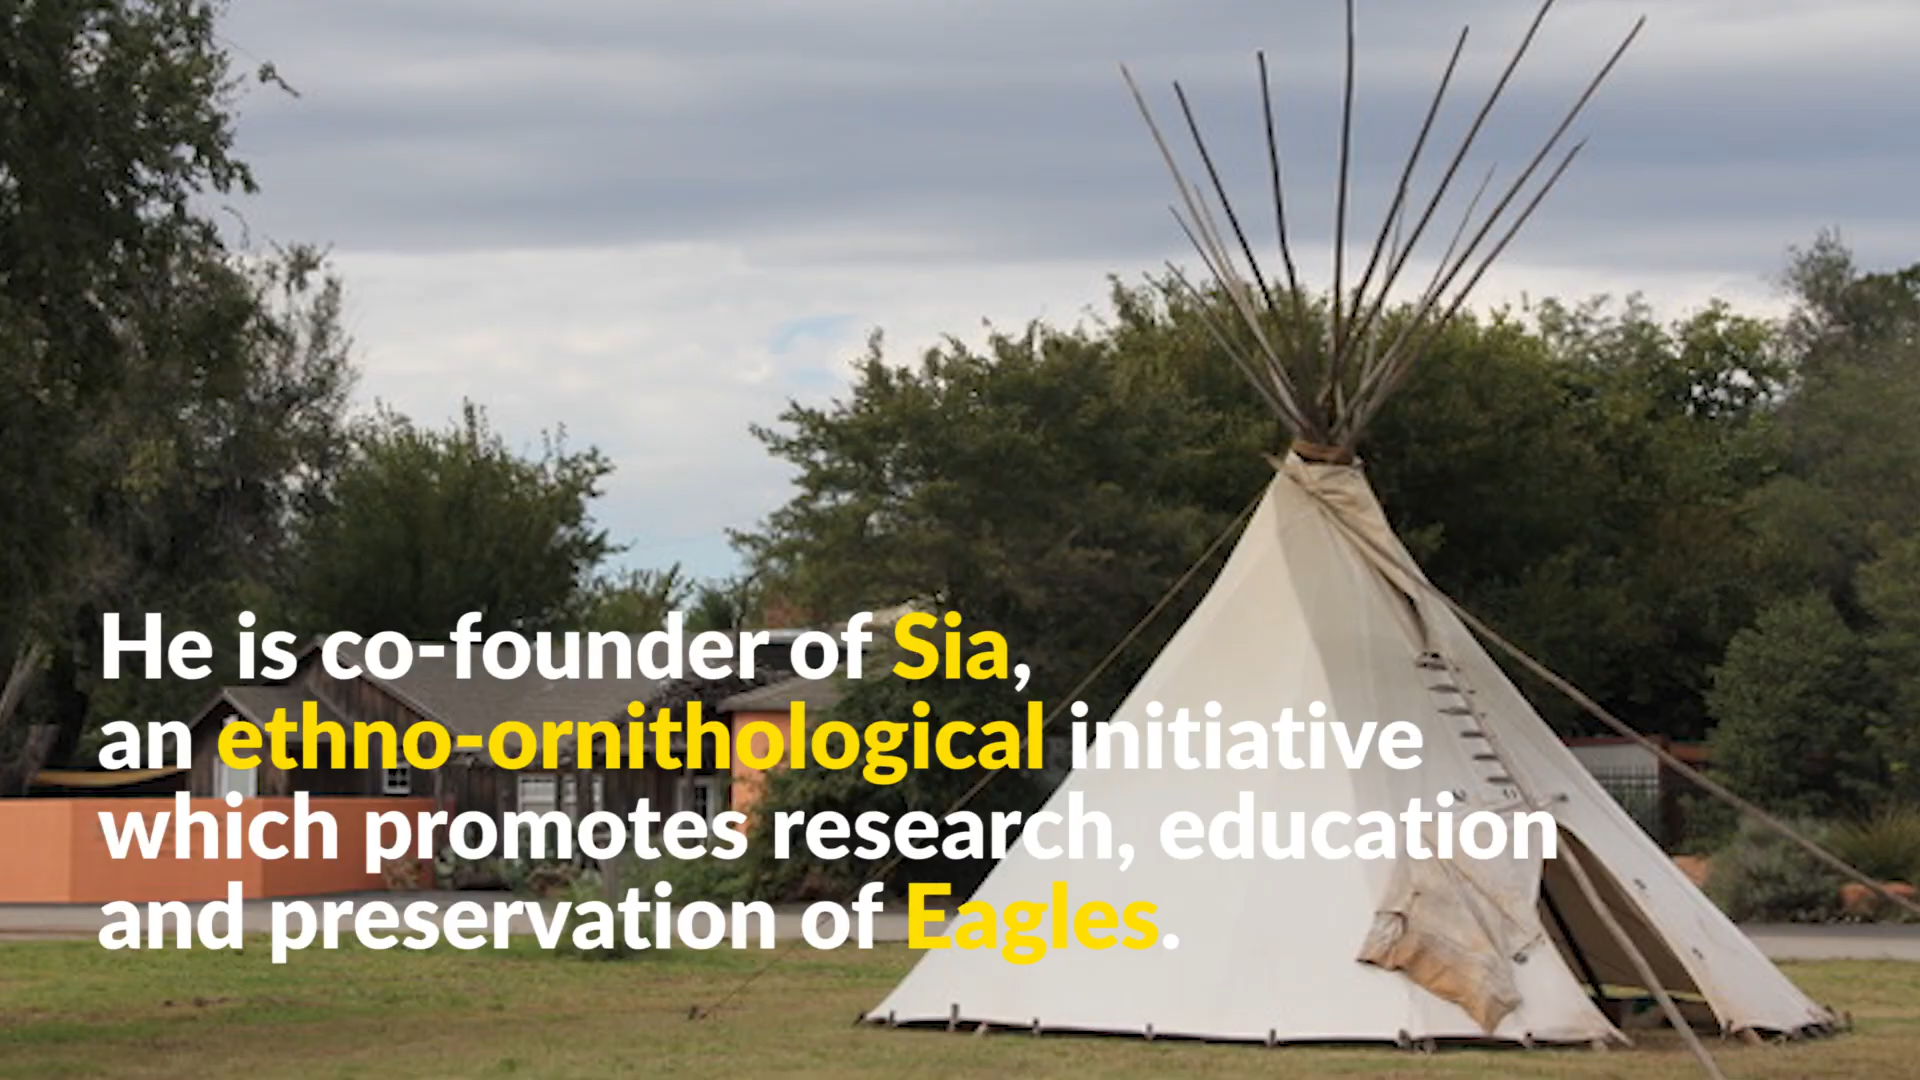 He is co-founder of Sia,
an ethno-ornithological initiative
which promotes research, education
and preservation of Eagles.